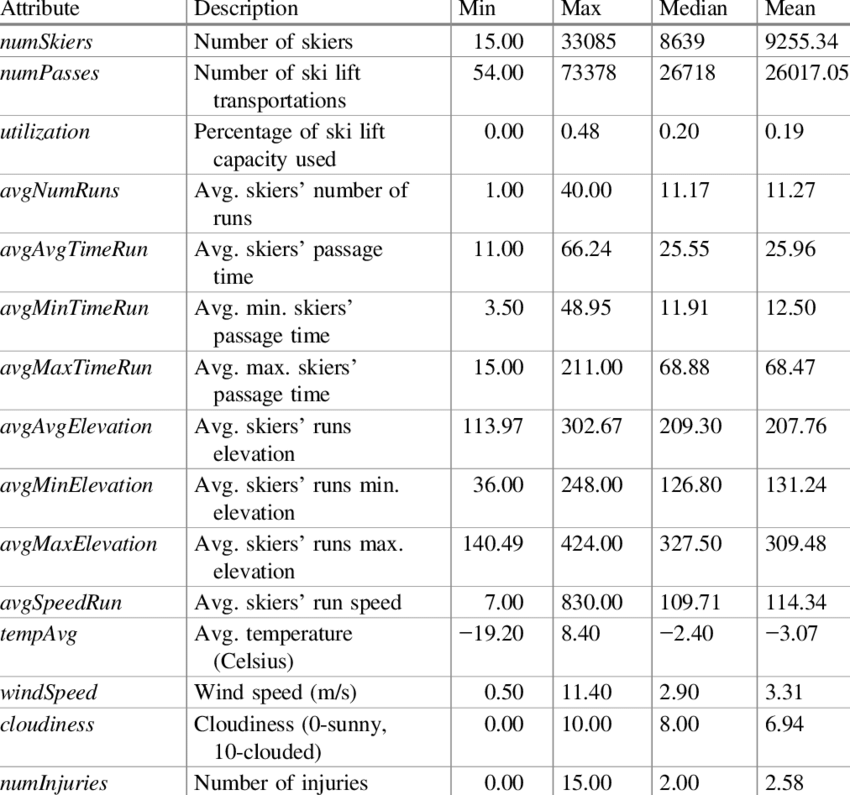 Attribute Description Min Max Median Mean
numSkiers Number of skiers 15.00 33085 8639 9255.34
numPasses Number of ski lift 54.00 73378 26718 26017.05
transportations
utilization Percentage of ski lift 0.00 0.48 0.20 0.19
capacity used
avgNumRuns Avg. skiers’ number of 1.00 40.00 11.17 11.27
runs
avgAvgTimeRun Avg. skiers’ passage 11.00 66.24 25.55 25.96
time
avgMinTimeRun Avg. min. skiers’ 3.50 48.95 11.91 12.50
passage time
avgMaxTimeRun Avg. max. skiers’ 15.00 211.00 68.88 68.47
passage time
avgAvgElevation Avg. skiers’ runs 113.97 302.67 209.30 207.76
elevation
avgMinElevation Avg. skiers’ runs min. 36.00 248.00 126.80 131.24
elevation
avgMaxElevation Avg. skiers’ runs max. 140.49 424.00 327.50 309.48
elevation
avgSpeedRun Avg. skiers’ run speed 7.00 830.00 109.71 114.34
tempAvg Avg. temperature −19.20 8.40 −2.40 −3.07
(Celsius)
windSpeed Wind speed (m/s) 0.50 11.40 2.90 3.31
cloudiness Cloudiness (0-sunny, 0.00 10.00 8.00 6.94
10-clouded)
numInjuries Number of injuries 0.00 15.00 2.00 2.58